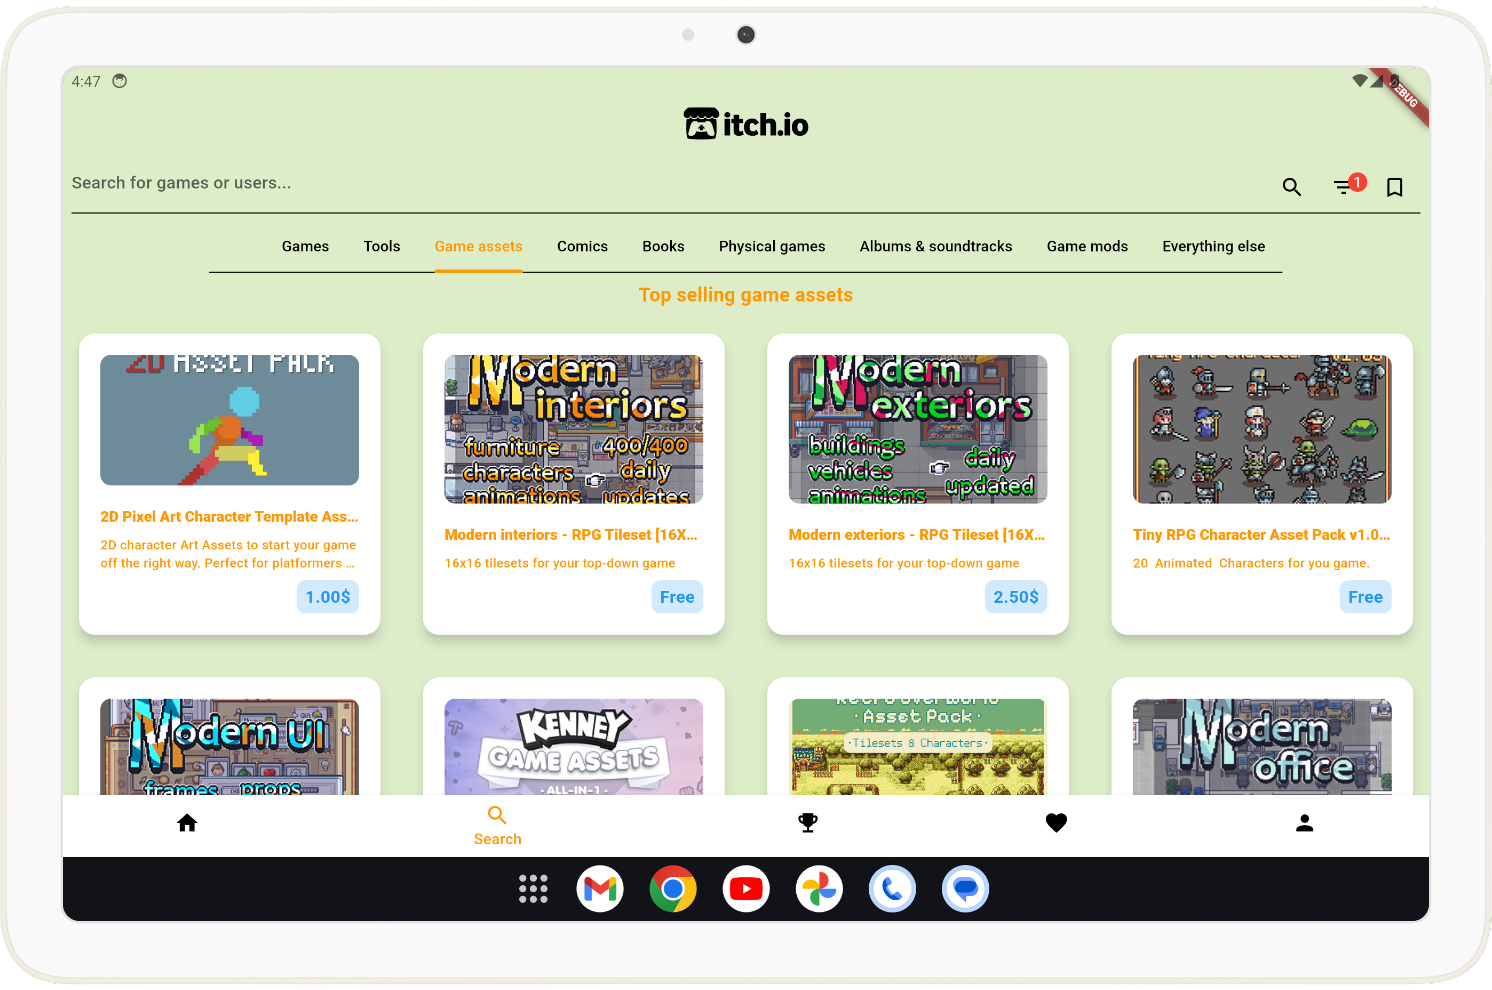 4:47
DEBUG
itch.io
Search for games or users...
1
Games Tools Game assets Comics Books Physical games Albums & soundtracks Game mods Everything else
Top selling game assets
2D ASSET PACK
2D Pixel Art Character Template Ass...
2D character Art Assets to start your game
off the right way. Perfect for platformers ...
1.00$
Modern
interiors
furniture 400/400
characters daily
animations updates
Modern interiors - RPG Tileset [16X...
16x16 tilesets for your top-down game
Free
Modern
exteriors
buildings
vehicles daily
animations updated
Modern exteriors - RPG Tileset [16X...
16x16 tilesets for your top-down game
2.50$
Tiny RPG Character Asset Pack v1.0...
20 Animated Characters for you game.
Free
Modern UI
frames props
KENNEY
GAME ASSETS
· ALL-IN-1 ·
Retro Overworld
· Asset Pack ·
· Tilesets & Characters ·
Modern
office
Search